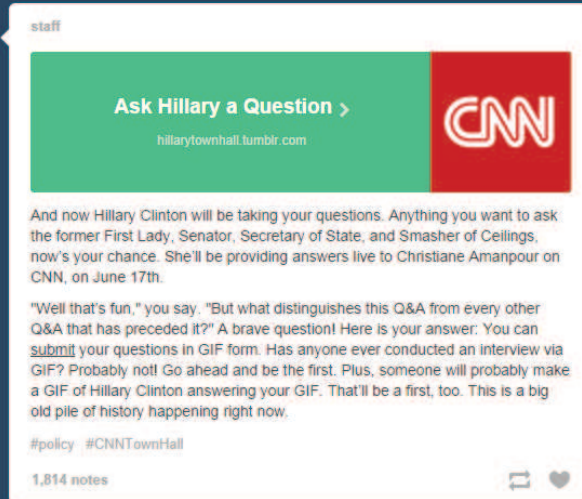 staff
Ask Hillary a Question >
CNN
hillarytownhall.tumblr.com
And now Hillary Clinton will be taking your questions. Anything you want to ask
the former First Lady, Senator, Secretary of State, and Smasher of Ceilings,
now's your chance. She'll be providing answers live to Christiane Amanpour on
CNN, on June 17th.
"Well that's fun," you say. "But what distinguishes this Q&A from every other
Q&A that has preceded it?" A brave question! Here is your answer: You can
submit your questions in GIF form. Has anyone ever conducted an interview via
GIF? Probably not! Go ahead and be the first. Plus, someone will probably make
a GIF of Hillary Clinton answering your GIF. That'll be a first, too. This is a big
old pile of history happening right now.
#policy #CNNTownHall
1,814 notes